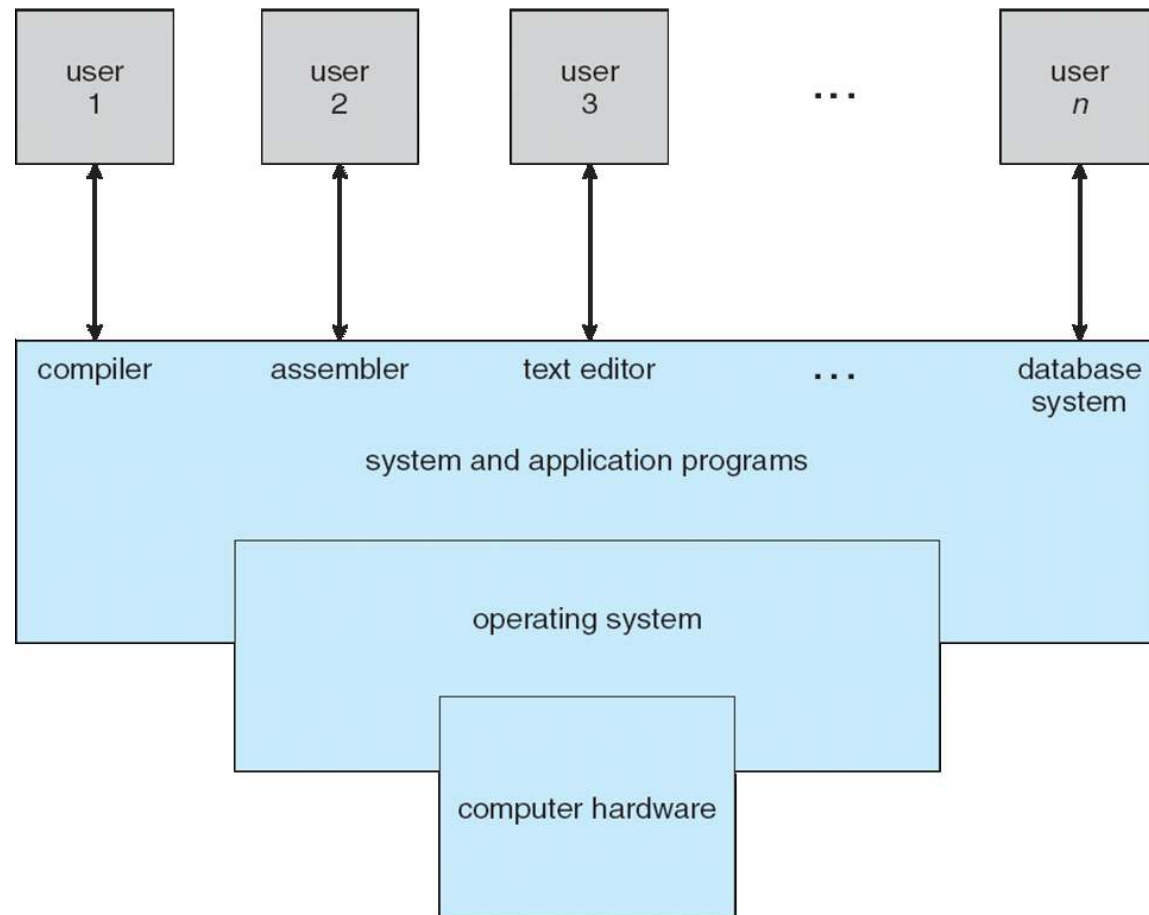 user
1
user
2
user
3
...
user
n
compiler
assembler
text editor
...
database
system
system and application programs
operating system
computer hardware